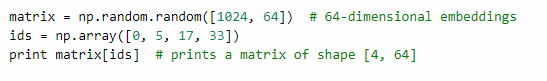 matrix = np.random.random([1024, 64])  # 64-dimensional embeddings
ids = np.array([0, 5, 17, 33])
print matrix[ids]  # prints a matrix of shape [4, 64]